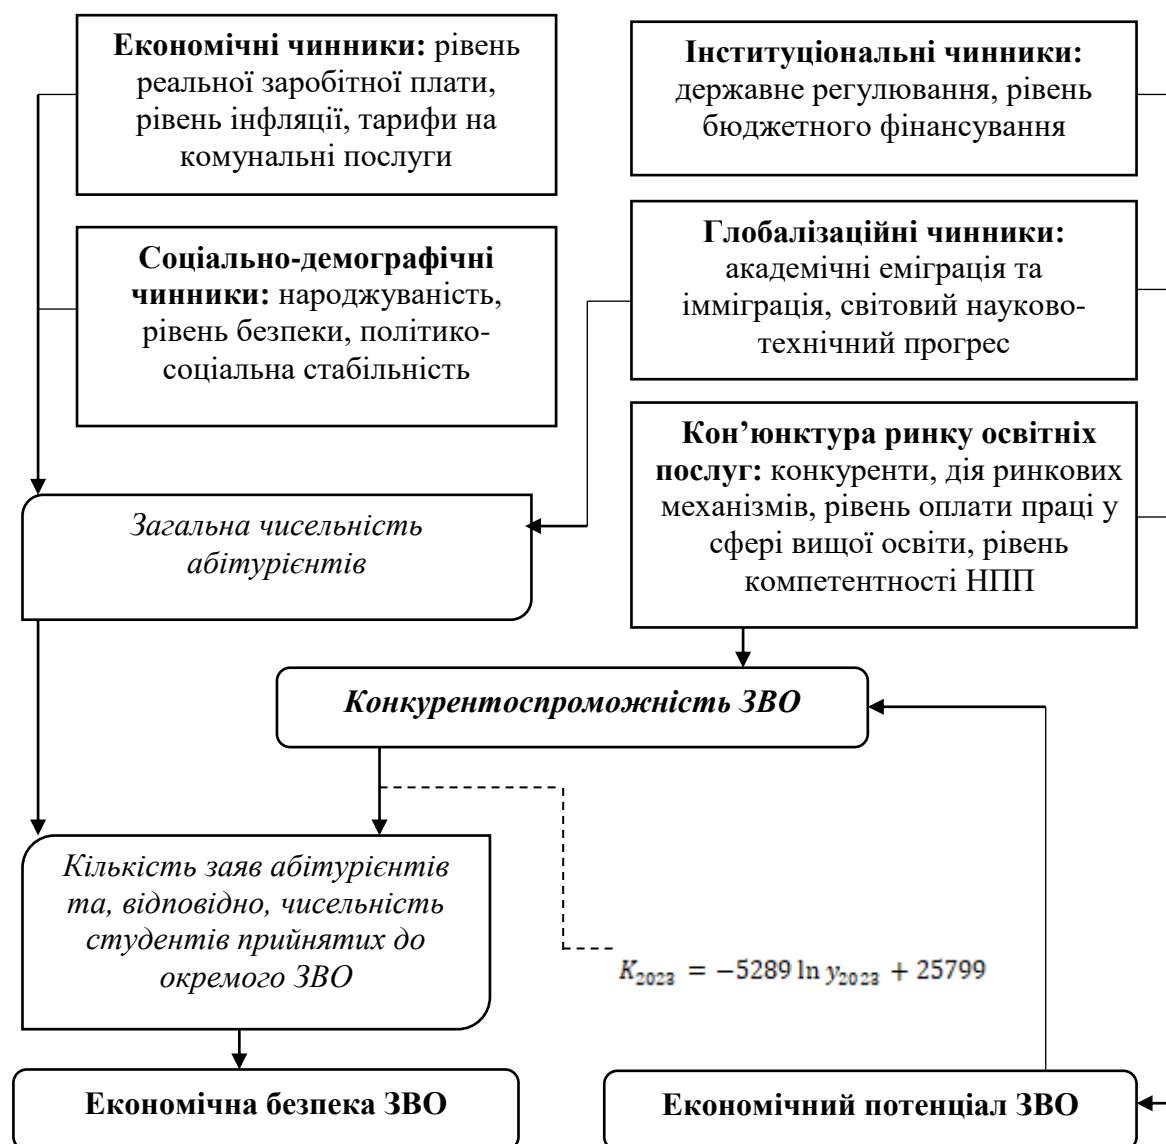 Економічні чинники: рівень
реальної заробітної плати,
рівень інфляції, тарифи на
комунальні послуги
Інституціональні чинники:
державне регулювання, рівень
бюджетного фінансування
Соціально-демографічні
чинники: народжуваність,
рівень безпеки, політико-
соціальна стабільність
Глобалізаційні чинники:
академічні еміграція та
імміграція, світовий науково-
технічний прогрес
Кон’юнктура ринку освітніх
послуг: конкуренти, дія ринкових
механізмів, рівень оплати праці у
сфері вищої освіти, рівень
компетентності НПП
Загальна чисельність
абітурієнтів
Конкурентоспроможність ЗВО
Кількість заяв абітурієнтів
та, відповідно, чисельність
студентів прийнятих до
окремого ЗВО
K₂₀₂₃ = −5289 ln y₂₀₂₃ + 25799
Економічна безпека ЗВО
Економічний потенціал ЗВО